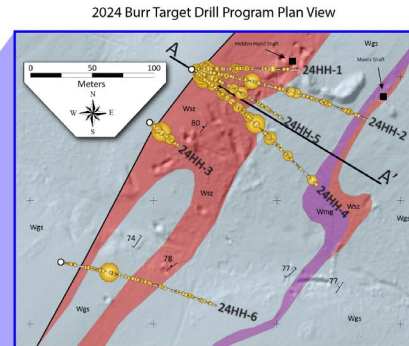 2024 Burr Target Drill Program Plan View
Hidden Hand Shaft
Wgs
Morris Shaft
A
0 50 100
Meters
N
W E
S
24HH-1
24HH-2
Wsz
80
24HH-5
24HH-3
A'
Wsz
24HH-4
Wmg
Wsz
Wgs
74
78
77
77
Wgs
24HH-6
Wgs